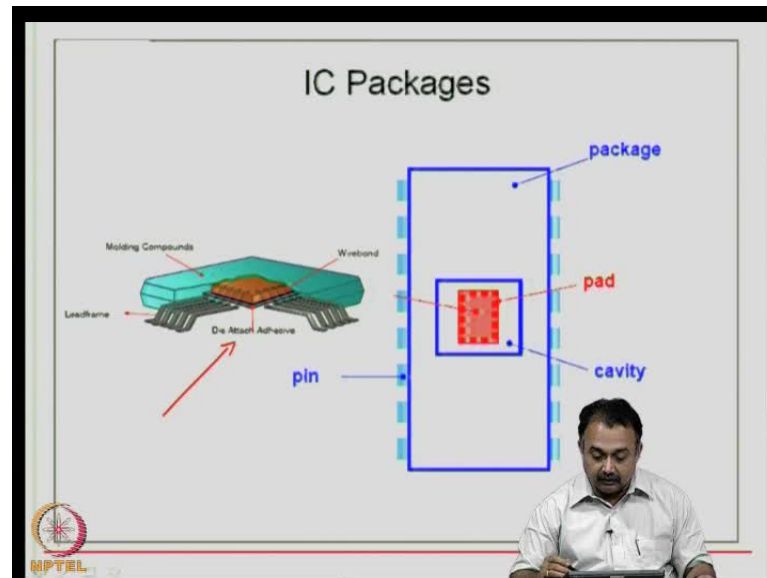 IC Packages
package
Molding Compounds
Wirebond
pad
Leadframe
Die Attach Adhesive
pin
cavity
NPTEL